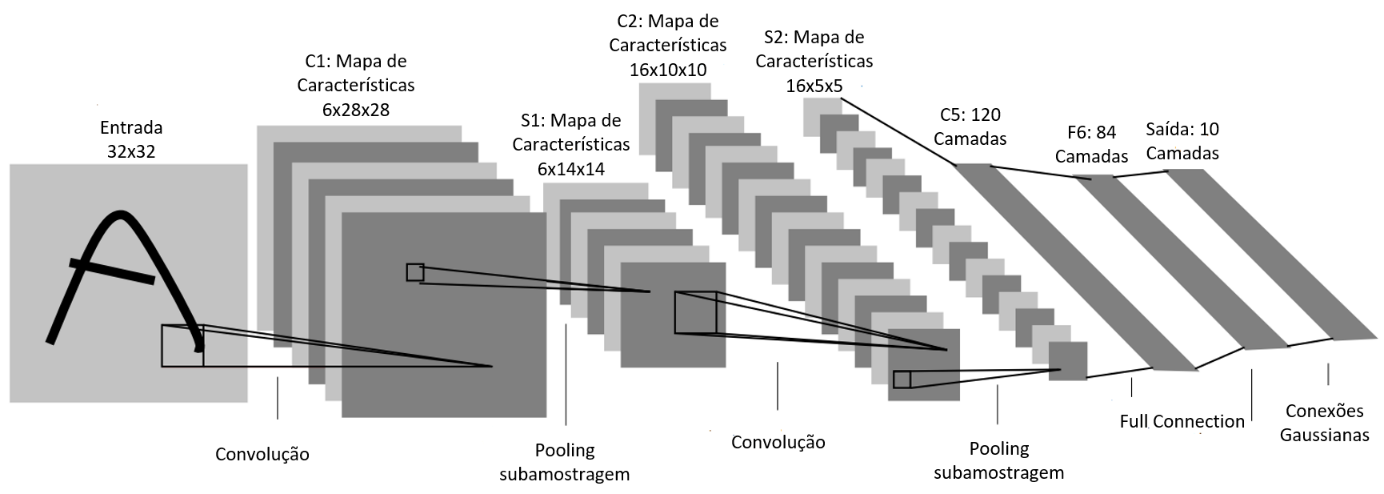 Entrada
32x32
C1: Mapa de
Características
6x28x28
S1: Mapa de
Características
6x14x14
C2: Mapa de
Características
16x10x10
S2: Mapa de
Características
16x5x5
C5: 120
Camadas
F6: 84
Camadas
Saída: 10
Camadas
Convolução
Pooling
subamostragem
Convolução
Pooling
subamostragem
Full Connection
Conexões
Gaussianas